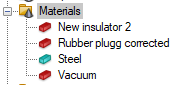 Materials
New insulator 2
Rubber plugg corrected
Steel
Vacuum